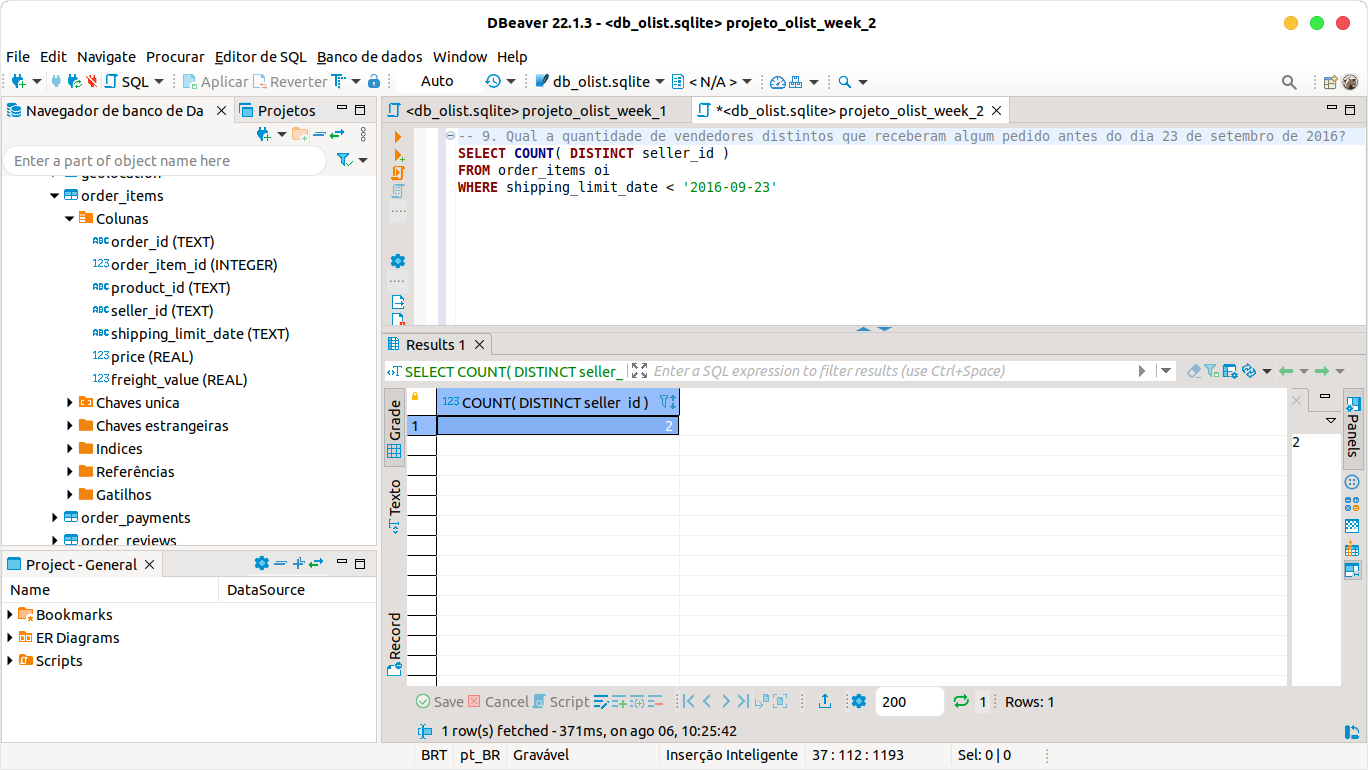 DBeaver 22.1.3 - <db_olist.sqlite> projeto_olist_week_2
File Edit Navigate Procurar Editor de SQL Banco de dados Window Help
SQL Aplicar Reverter Auto db_olist.sqlite < N/A >
Navegador de banco de Da Projetos
Enter a part of object name here
geolocation
order_items
Colunas
ABC order_id (TEXT)
123 order_item_id (INTEGER)
ABC product_id (TEXT)
ABC seller_id (TEXT)
ABC shipping_limit_date (TEXT)
123 price (REAL)
123 freight_value (REAL)
Chaves unica
Chaves estrangeiras
Indices
Referências
Gatilhos
order_payments
order_reviews
Project - General
Name DataSource
Bookmarks
ER Diagrams
Scripts
<db_olist.sqlite> projeto_olist_week_1 *<db_olist.sqlite> projeto_olist_week_2
-- 9. Qual a quantidade de vendedores distintos que receberam algum pedido antes do dia 23 de setembro de 2016?
SELECT COUNT( DISTINCT seller_id )
FROM order_items oi
WHERE shipping_limit_date < '2016-09-23'
Results 1
SELECT COUNT( DISTINCT seller_ Enter a SQL expression to filter results (use Ctrl+Space)
Grade
Texto
Record
123 COUNT( DISTINCT seller_id )
1 2
2
Panels
Save Cancel Script 200 1 Rows: 1
1 row(s) fetched - 371ms, on ago 06, 10:25:42
BRT pt_BR Gravável Inserção Inteligente 37 : 112 : 1193 Sel: 0 | 0